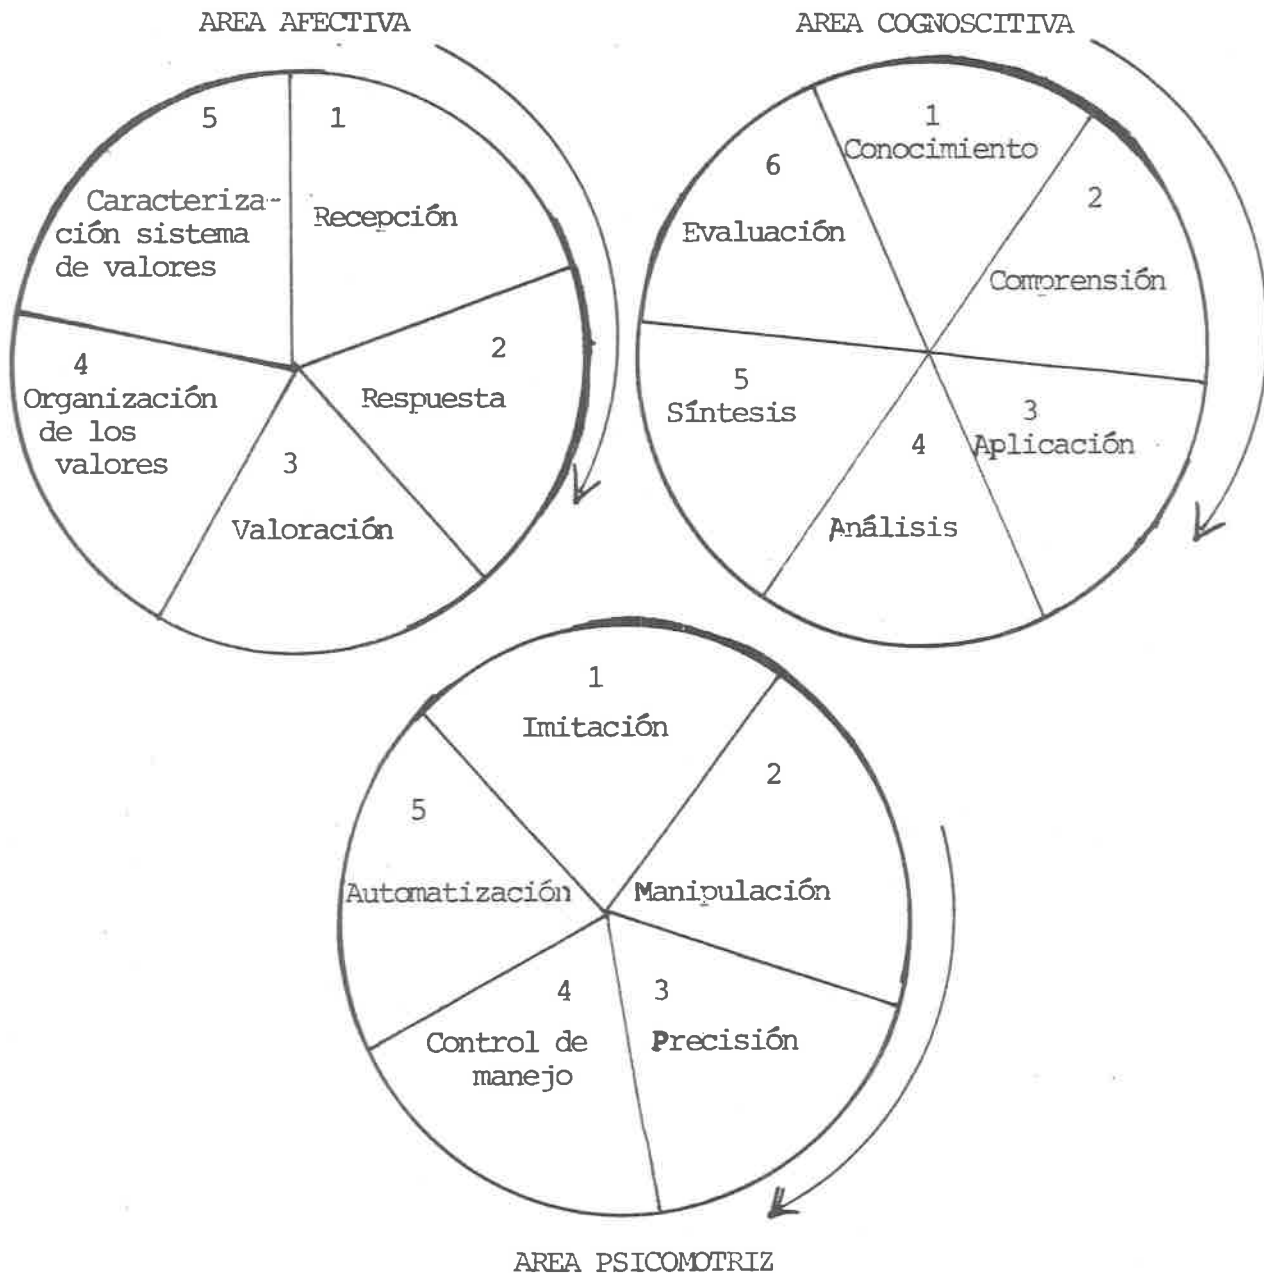 AREA AFECTIVA
5
1
Caracteriza-
ción sistema
de valores
Recepción
4
Organización
de los
valores
2
Respuesta
3
Valoración
AREA COGNOSCITIVA
1
Conocimiento
2
Comprensión
3
Aplicación
4
Análisis
5
Síntesis
6
Evaluación
1
Imitación
2
Manipulación
3
Precisión
4
Control de
manejo
5
Automatización
AREA PSICOMOTRIZ